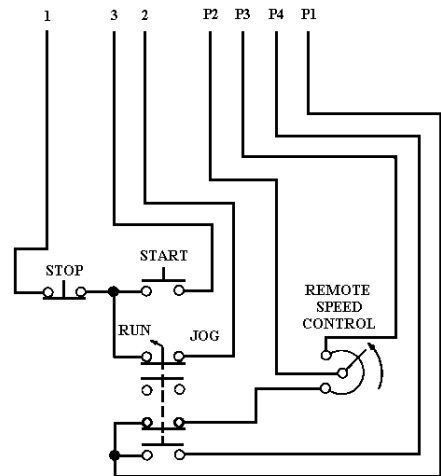 1 3 2 P2 P3 P4 P1
STOP
START
RUN
JOG
REMOTE
SPEED
CONTROL